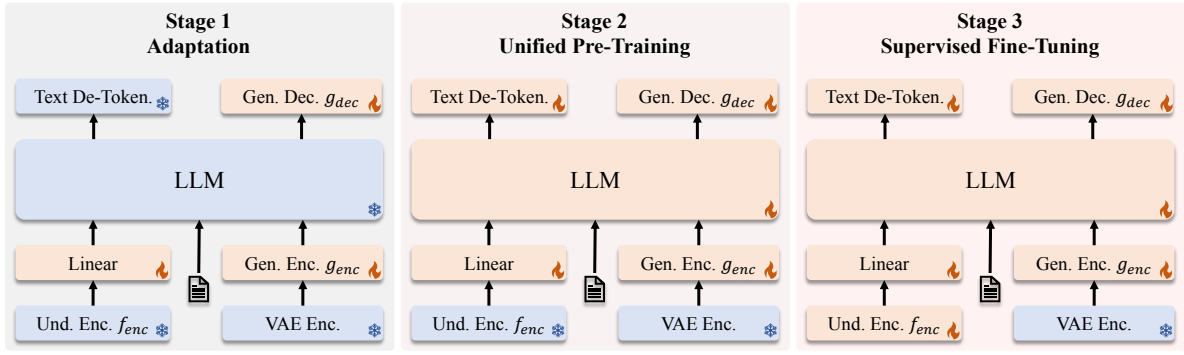 Stage 1
Adaptation
Text De-Token.
Gen. Dec. g_dec
LLM
Linear
Gen. Enc. g_enc
Und. Enc. f_enc
VAE Enc.
Stage 2
Unified Pre-Training
Text De-Token.
Gen. Dec. g_dec
LLM
Linear
Gen. Enc. g_enc
Und. Enc. f_enc
VAE Enc.
Stage 3
Supervised Fine-Tuning
Text De-Token.
Gen. Dec. g_dec
LLM
Linear
Gen. Enc. g_enc
Und. Enc. f_enc
VAE Enc.